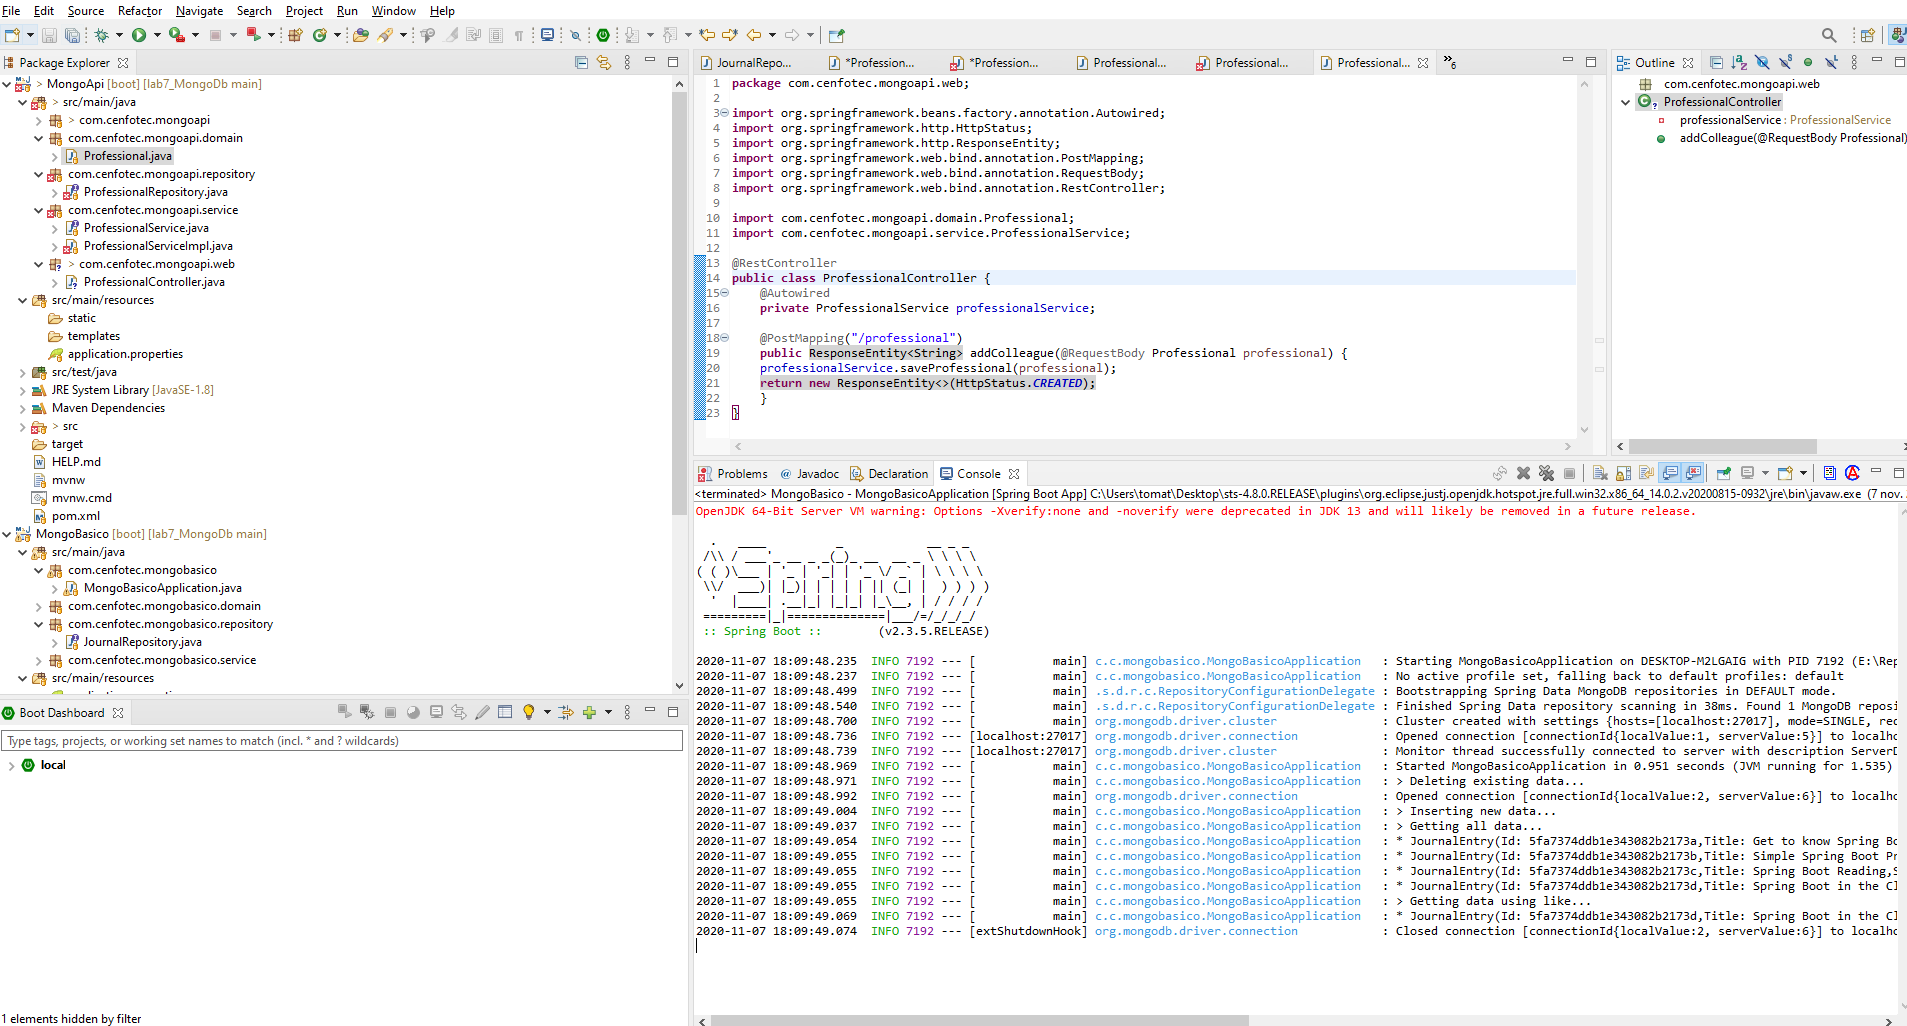 File Edit Source Refactor Navigate Search Project Run Window Help
Package Explorer
MongoApi [boot] [lab7_MongoDb main]
src/main/java
com.cenfotec.mongoapi
com.cenfotec.mongoapi.domain
Professional.java
com.cenfotec.mongoapi.repository
ProfessionalRepository.java
com.cenfotec.mongoapi.service
ProfessionalService.java
ProfessionalServiceImpl.java
com.cenfotec.mongoapi.web
ProfessionalController.java
src/main/resources
static
templates
application.properties
src/test/java
JRE System Library [JavaSE-1.8]
Maven Dependencies
src
target
HELP.md
mvnw
mvnw.cmd
pom.xml
MongoBasico [boot] [lab7_MongoDb main]
src/main/java
com.cenfotec.mongobasico
MongoBasicoApplication.java
com.cenfotec.mongobasico.domain
com.cenfotec.mongobasico.repository
JournalRepository.java
com.cenfotec.mongobasico.service
src/main/resources
Boot Dashboard
Type tags, projects, or working set names to match (incl. * and ? wildcards)
local
1 elements hidden by filter
JournalRepo... *Profession... *Profession... Professional... Professional... Professional... »6
1 package com.cenfotec.mongoapi.web;
2
3 import org.springframework.beans.factory.annotation.Autowired;
4 import org.springframework.http.HttpStatus;
5 import org.springframework.http.ResponseEntity;
6 import org.springframework.web.bind.annotation.PostMapping;
7 import org.springframework.web.bind.annotation.RequestBody;
8 import org.springframework.web.bind.annotation.RestController;
9
10 import com.cenfotec.mongoapi.domain.Professional;
11 import com.cenfotec.mongoapi.service.ProfessionalService;
12
13 @RestController
14 public class ProfessionalController {
15 @Autowired
16 private ProfessionalService professionalService;
17
18 @PostMapping("/professional")
19 public ResponseEntity<String> addColleague(@RequestBody Professional professional) {
20 professionalService.saveProfessional(professional);
21 return new ResponseEntity<>(HttpStatus.CREATED);
22 }
23 }
Outline
com.cenfotec.mongoapi.web
ProfessionalController
professionalService : ProfessionalService
addColleague(@RequestBody Professional)
Problems Javadoc Declaration Console
<terminated> MongoBasico - MongoBasicoApplication [Spring Boot App] C:\Users\tomat\Desktop\sts-4.8.0.RELEASE\plugins\org.eclipse.justj.openjdk.hotspot.jre.full.win32.x86_64_14.0.2.v20200815-0932\jre\bin\javaw.exe (7 nov.
OpenJDK 64-Bit Server VM warning: Options -Xverify:none and -noverify were deprecated in JDK 13 and will likely be removed in a future release.
:: Spring Boot :: (v2.3.5.RELEASE)
2020-11-07 18:09:48.235 INFO 7192 --- [ main] c.c.mongobasico.MongoBasicoApplication : Starting MongoBasicoApplication on DESKTOP-M2LGAIG with PID 7192 (E:\Rep
2020-11-07 18:09:48.237 INFO 7192 --- [ main] c.c.mongobasico.MongoBasicoApplication : No active profile set, falling back to default profiles: default
2020-11-07 18:09:48.499 INFO 7192 --- [ main] .s.d.r.c.RepositoryConfigurationDelegate : Bootstrapping Spring Data MongoDB repositories in DEFAULT mode.
2020-11-07 18:09:48.540 INFO 7192 --- [ main] .s.d.r.c.RepositoryConfigurationDelegate : Finished Spring Data repository scanning in 38ms. Found 1 MongoDB reposi
2020-11-07 18:09:48.700 INFO 7192 --- [ main] org.mongodb.driver.cluster : Cluster created with settings {hosts=[localhost:27017], mode=SINGLE, rec
2020-11-07 18:09:48.736 INFO 7192 --- [localhost:27017] org.mongodb.driver.connection : Opened connection [connectionId{localValue:1, serverValue:5}] to localho
2020-11-07 18:09:48.739 INFO 7192 --- [localhost:27017] org.mongodb.driver.cluster : Monitor thread successfully connected to server with description ServerD
2020-11-07 18:09:48.969 INFO 7192 --- [ main] c.c.mongobasico.MongoBasicoApplication : Started MongoBasicoApplication in 0.951 seconds (JVM running for 1.535)
2020-11-07 18:09:48.971 INFO 7192 --- [ main] c.c.mongobasico.MongoBasicoApplication : > Deleting existing data...
2020-11-07 18:09:48.992 INFO 7192 --- [ main] org.mongodb.driver.connection : Opened connection [connectionId{localValue:2, serverValue:6}] to localho
2020-11-07 18:09:49.004 INFO 7192 --- [ main] c.c.mongobasico.MongoBasicoApplication : > Inserting new data...
2020-11-07 18:09:49.037 INFO 7192 --- [ main] c.c.mongobasico.MongoBasicoApplication : > Getting all data...
2020-11-07 18:09:49.054 INFO 7192 --- [ main] c.c.mongobasico.MongoBasicoApplication : * JournalEntry(Id: 5fa7374ddb1e343082b2173a,Title: Get to know Spring Bo
2020-11-07 18:09:49.055 INFO 7192 --- [ main] c.c.mongobasico.MongoBasicoApplication : * JournalEntry(Id: 5fa7374ddb1e343082b2173b,Title: Simple Spring Boot Pr
2020-11-07 18:09:49.055 INFO 7192 --- [ main] c.c.mongobasico.MongoBasicoApplication : * JournalEntry(Id: 5fa7374ddb1e343082b2173c,Title: Spring Boot Reading,S
2020-11-07 18:09:49.055 INFO 7192 --- [ main] c.c.mongobasico.MongoBasicoApplication : * JournalEntry(Id: 5fa7374ddb1e343082b2173d,Title: Spring Boot in the Cl
2020-11-07 18:09:49.055 INFO 7192 --- [ main] c.c.mongobasico.MongoBasicoApplication : > Getting data using like...
2020-11-07 18:09:49.069 INFO 7192 --- [ main] c.c.mongobasico.MongoBasicoApplication : * JournalEntry(Id: 5fa7374ddb1e343082b2173d,Title: Spring Boot in the Cl
2020-11-07 18:09:49.074 INFO 7192 --- [extShutdownHook] org.mongodb.driver.connection : Closed connection [connectionId{localValue:2, serverValue:6}] to localho